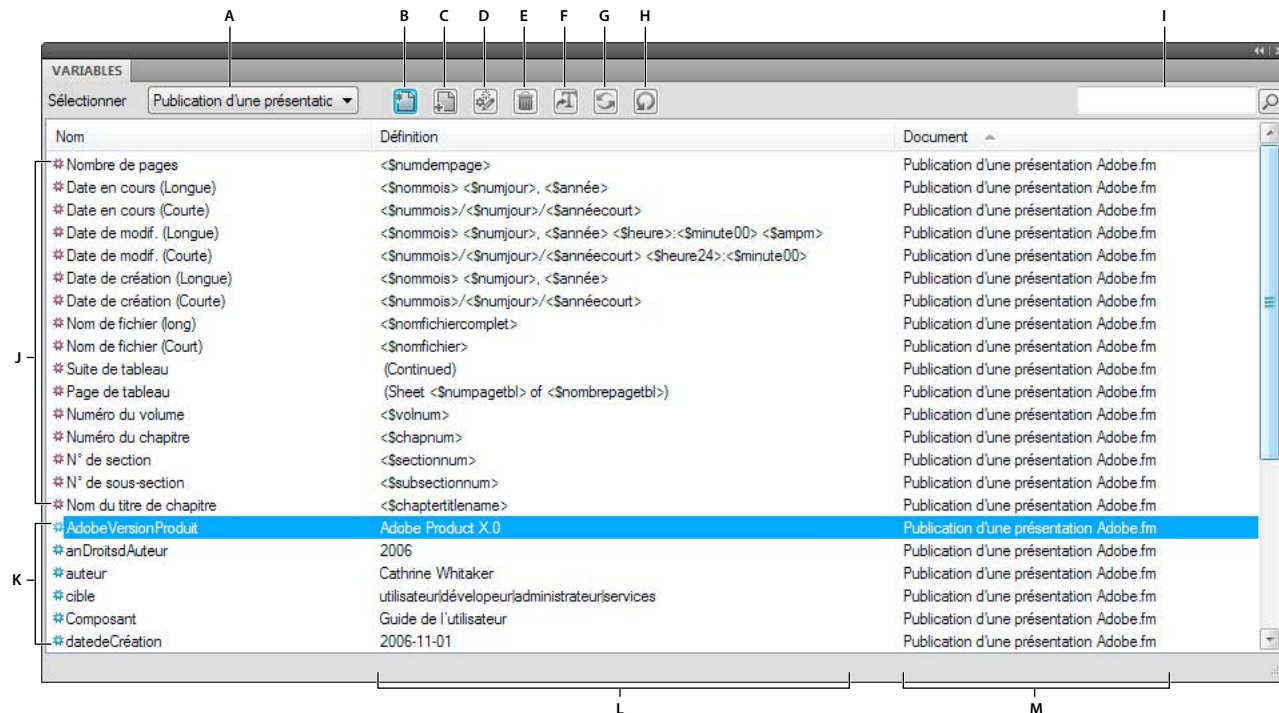 A B C D E F G H I
VARIABLES
Sélectionner Publication d'une présentatic
Nom Définition Document
Nombre de pages <$numdernpage> Publication d'une présentation Adobe.fm
Date en cours (Longue) <$nommois> <$numjour>, <$année> Publication d'une présentation Adobe.fm
Date en cours (Courte) <$nummois>/<$numjour>/<$annéecourt> Publication d'une présentation Adobe.fm
Date de modif. (Longue) <$nommois> <$numjour>, <$année> <$heure>:<$minute00> <$ampm> Publication d'une présentation Adobe.fm
Date de modif. (Courte) <$nummois>/<$numjour>/<$annéecourt> <$heure24>:<$minute00> Publication d'une présentation Adobe.fm
Date de création (Longue) <$nommois> <$numjour>, <$année> Publication d'une présentation Adobe.fm
Date de création (Courte) <$nummois>/<$numjour>/<$annéecourt> Publication d'une présentation Adobe.fm
Nom de fichier (long) <$nomfichiercomplet> Publication d'une présentation Adobe.fm
Nom de fichier (Court) <$nomfichier> Publication d'une présentation Adobe.fm
J
Suite de tableau (Continued) Publication d'une présentation Adobe.fm
Page de tableau (Sheet <$numpagetbl> of <$nombrepagetbl>) Publication d'une présentation Adobe.fm
Numéro du volume <$volnum> Publication d'une présentation Adobe.fm
Numéro du chapitre <$chapnum> Publication d'une présentation Adobe.fm
N° de section <$sectionnum> Publication d'une présentation Adobe.fm
N° de sous-section <$subsectionnum> Publication d'une présentation Adobe.fm
Nom du titre de chapitre <$chaptertitlename> Publication d'une présentation Adobe.fm
AdobeVersionProduit Adobe Product X.0 Publication d'une présentation Adobe.fm
anDroitsdAuteur 2006 Publication d'une présentation Adobe.fm
auteur Cathrine Whitaker Publication d'une présentation Adobe.fm
K
cible utilisateur|dévelopeur|administrateur|services Publication d'une présentation Adobe.fm
Composant Guide de l'utilisateur Publication d'une présentation Adobe.fm
datedeCréation 2006-11-01 Publication d'une présentation Adobe.fm
L M